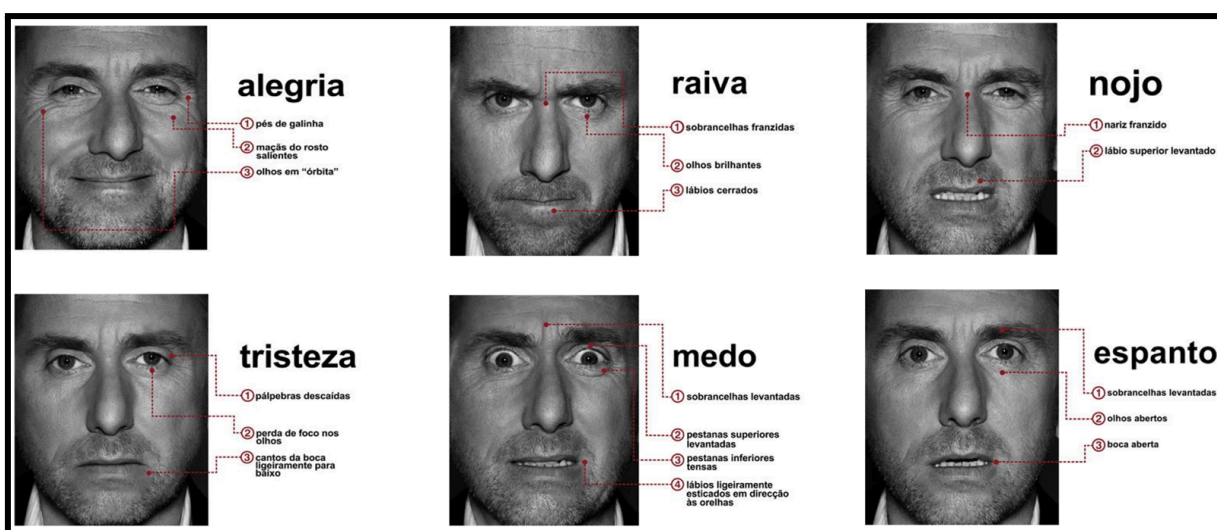 alegria
① pés de galinha
② maçãs do rosto
salientes
③ olhos em “órbita”
raiva
① sobrancelhas franzidas
② olhos brilhantes
③ lábios cerrados
nojo
① nariz franzido
② lábio superior levantado
tristeza
① pálpebras descaídas
② perda de foco nos
olhos
③ cantos da boca
ligeiramente para
baixo
medo
① sobrancelhas levantadas
② pestanas superiores
levantadas
③ pestanas inferiores
tensas
④ lábios ligeiramente
esticados em direcção
às orelhas
espanto
① sobrancelhas levantadas
② olhos abertos
③ boca aberta